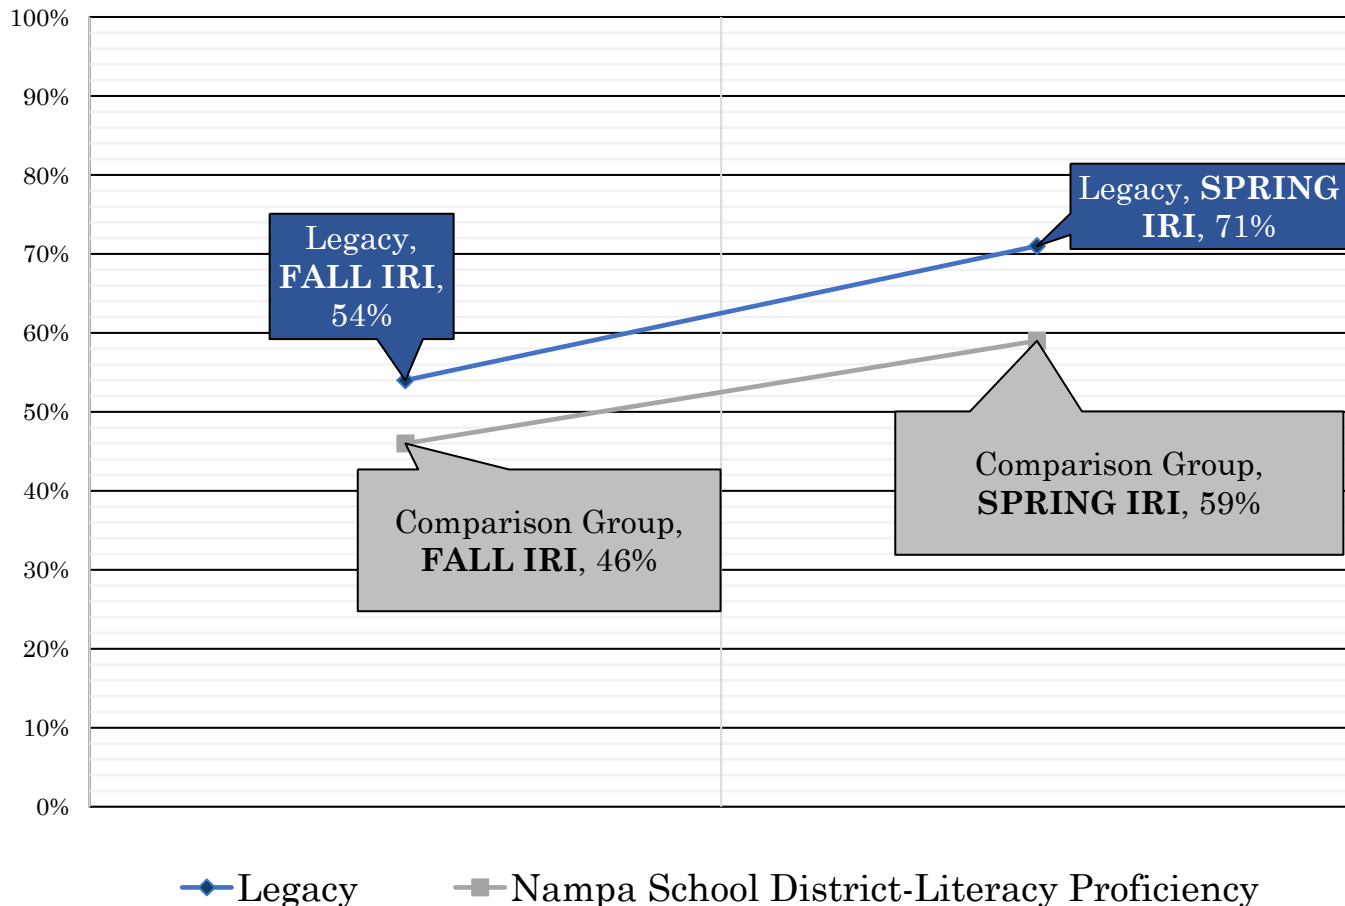 100%
90%
80%
70%
60%
50%
40%
30%
20%
10%
0%
Legacy,
FALL IRI,
54%
Legacy, SPRING
IRI, 71%
Comparison Group,
FALL IRI, 46%
Comparison Group,
SPRING IRI, 59%
Legacy
Nampa School District-Literacy Proficiency